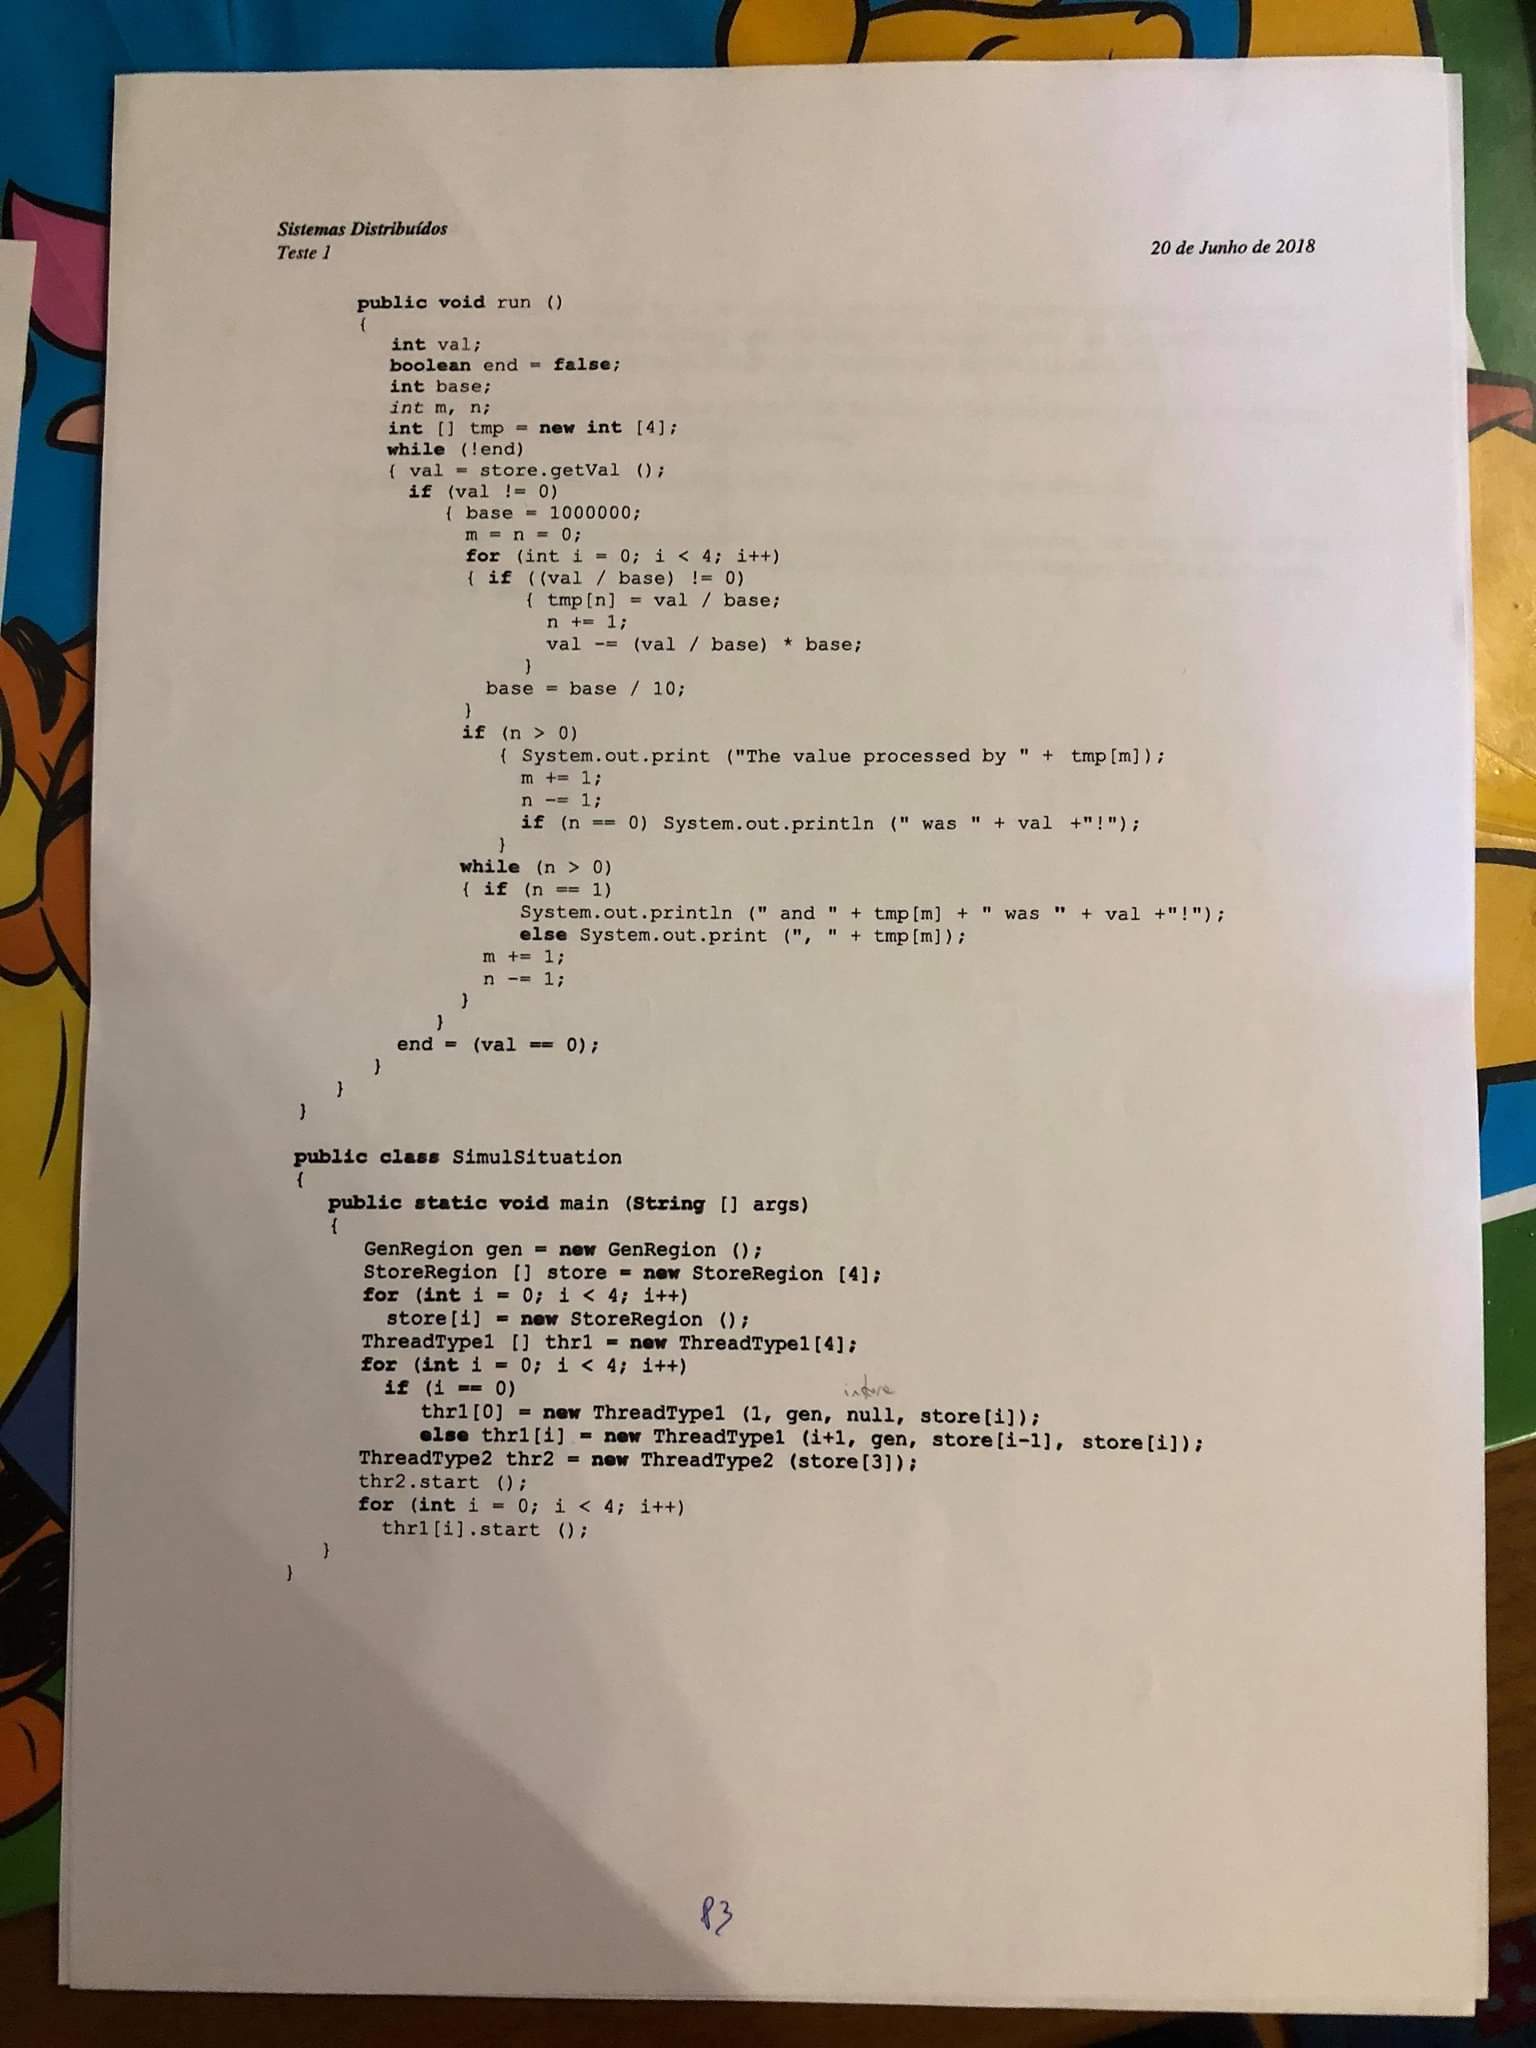 Sistemas Distribuídos
Teste 1
20 de Junho de 2018
public void run ()
{
int val;
boolean end = false;
int base;
int m, n;
int [] tmp = new int [4];
while (!end)
{ val = store.getVal ();
if (val != 0)
{ base = 1000000;
m = n = 0;
for (int i = 0; i < 4; i++)
{ if ((val / base) != 0)
{ tmp[n] = val / base;
n += 1;
val -= (val / base) * base;
}
base = base / 10;
}
if (n > 0)
{ System.out.print ("The value processed by " + tmp[m]);
m += 1;
n -= 1;
if (n == 0) System.out.println (" was " + val +"!");
}
while (n > 0)
{ if (n == 1)
System.out.println (" and " + tmp[m] + " was " + val +"!");
else System.out.print (", " + tmp[m]);
m += 1;
n -= 1;
}
}
end = (val == 0);
}
}
}
public class SimulSituation
{
public static void main (String [] args)
{
GenRegion gen = new GenRegion ();
StoreRegion [] store = new StoreRegion [4];
for (int i = 0; i < 4; i++)
store[i] = new StoreRegion ();
ThreadType1 [] thr1 = new ThreadType1[4];
for (int i = 0; i < 4; i++)
if (i == 0)
thr1[0] = new ThreadType1 (1, gen, null, store[i]);
else thr1[i] = new ThreadType1 (i+1, gen, store[i-1], store[i]);
ThreadType2 thr2 = new ThreadType2 (store[3]);
thr2.start ();
for (int i = 0; i < 4; i++)
thr1[i].start ();
}
}